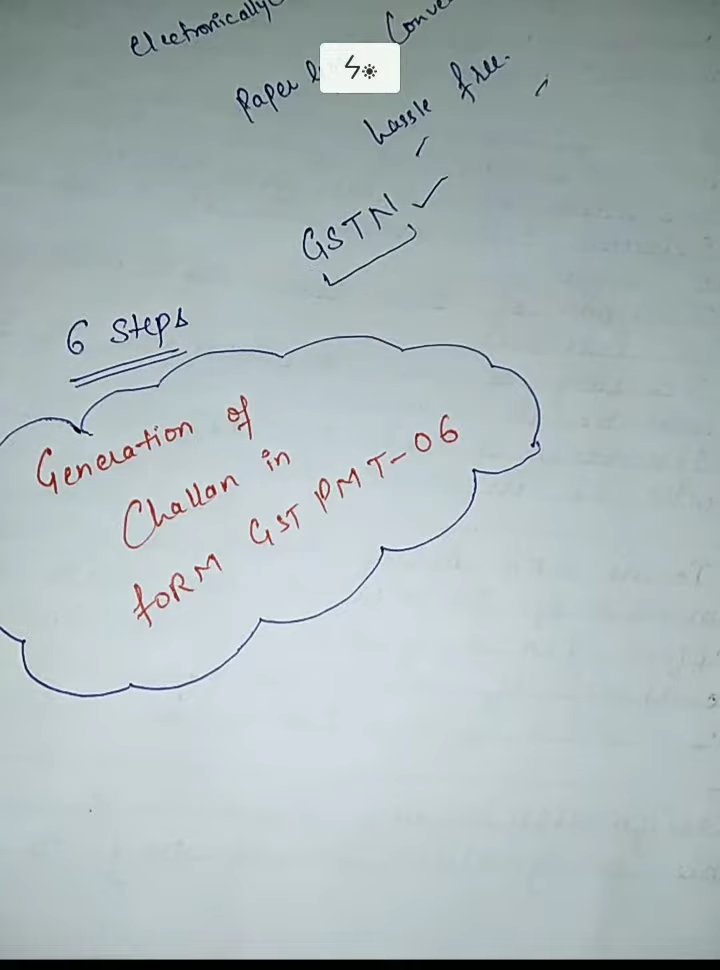 electronically
Paper
hassle free.
GSTN ✓
6 Steps
Generation of
Challan in
foRM GST PMT-06